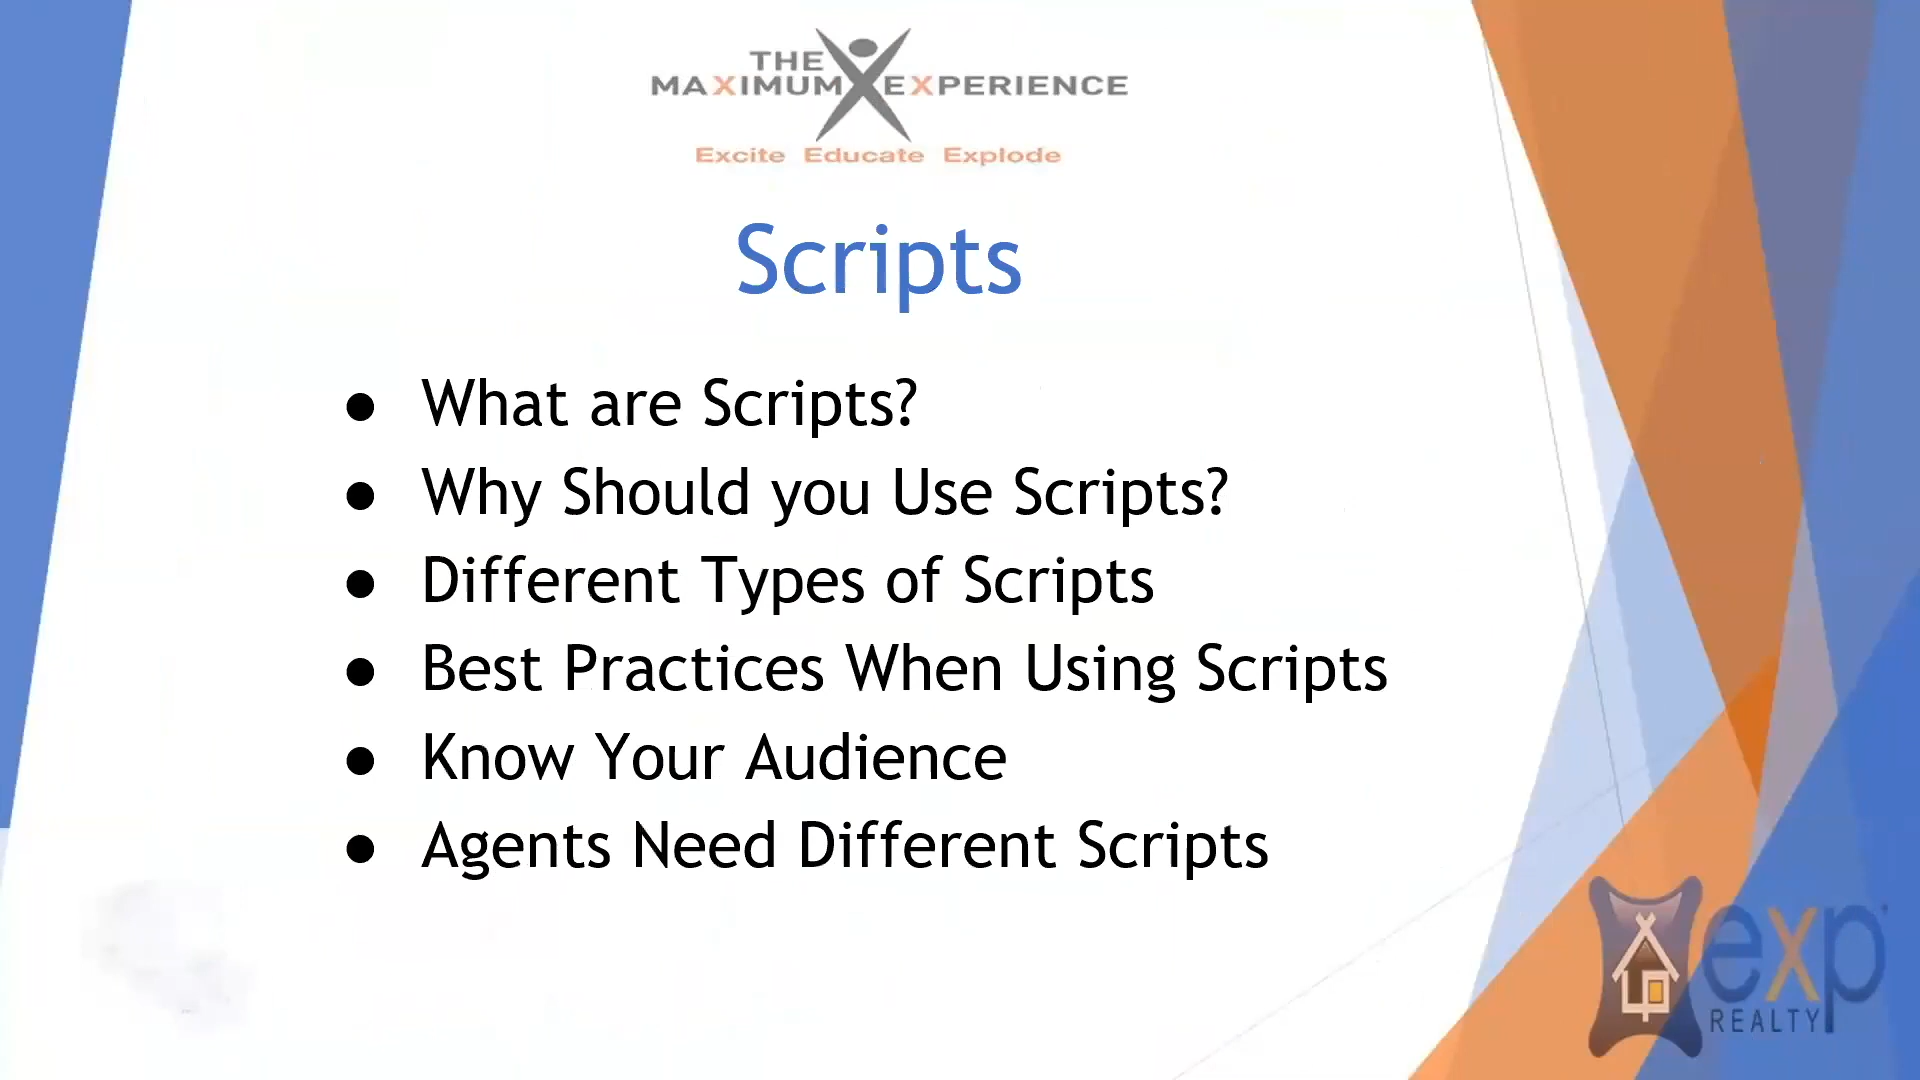 THE
MAXIMUM EXPERIENCE
Excite Educate Explode
Scripts
● What are Scripts?
● Why Should you Use Scripts?
● Different Types of Scripts
● Best Practices When Using Scripts
● Know Your Audience
● Agents Need Different Scripts
exp
REALTY